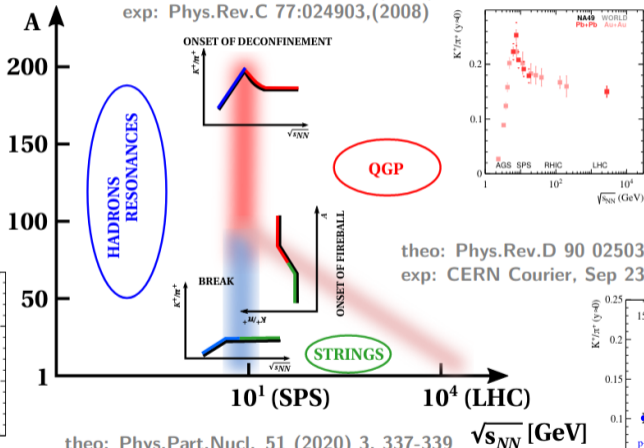 exp: Phys.Rev.C 77:024903,(2008)
A
200
150
100
50
1
HADRONS
RESONANCES
ONSET OF DECONFINEMENT
K⁺/π⁺
√sNN
QGP
BREAK
K⁺/π⁺
√sNN
A
K⁺/π⁺
ONSET OF FIREBALL
STRINGS
10¹ (SPS)
10⁴ (LHC)
√sNN [GeV]
K⁺/π⁺ (y≈0)
NA49 WORLD
Pb+Pb Au+Au
0.2
0.1
0
AGS SPS RHIC LHC
1 10² 10⁴
√sNN (GeV)
theo: Phys.Rev.D 90 02503
exp: CERN Courier, Sep 23
K⁺/π⁺ (y≈0)
0.25
0.2
0.15
0.1
15
p
theo: Phys.Part.Nucl. 51 (2020) 3, 337-339